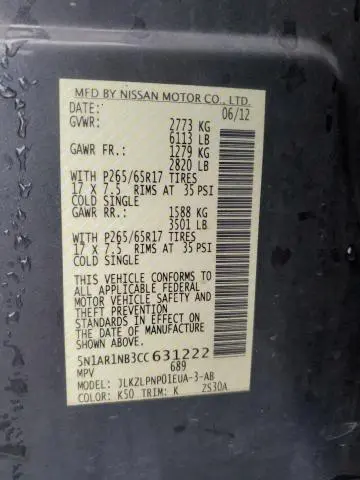 MFD BY NISSAN MOTOR CO., LTD.
DATE: 06/12
GVWR: 2773 KG
6113 LB
GAWR FR.: 1279 KG
2820 LB
WITH P265/65R17 TIRES
17 X 7.5 RIMS AT 35 PSI
COLD SINGLE
GAWR RR.: 1588 KG
3501 LB
WITH P265/65R17 TIRES
17 X 7.5 RIMS AT 35 PSI
COLD SINGLE
THIS VEHICLE CONFORMS TO
ALL APPLICABLE FEDERAL
MOTOR VEHICLE SAFETY
AND THEFT PREVENTION
STANDARDS IN EFFECT ON
THE DATE OF MANUFACTURE
SHOWN ABOVE.
5N1AR1NB3CC631222
MPV 689
MODEL: JLKZLPNP01EUA-3-AB
COLOR: K50 TRIM: K ZS30A